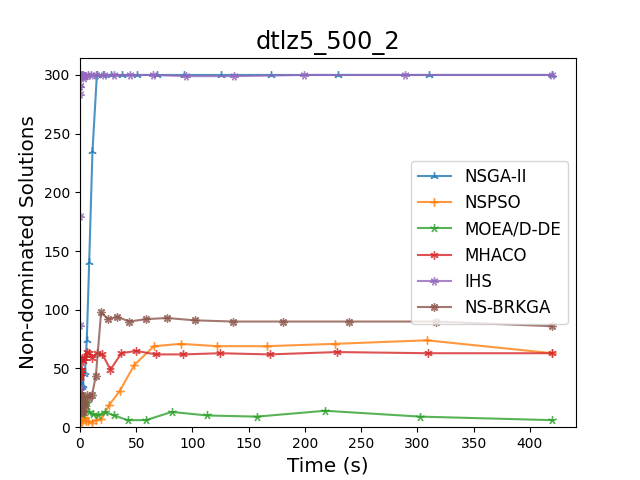 dtlz5_500_2
Non-dominated Solutions
300
250
200
150
100
50
0
NSGA-II
NSPSO
MOEA/D-DE
MHACO
IHS
NS-BRKGA
0 50 100 150 200 250 300 350 400
Time (s)